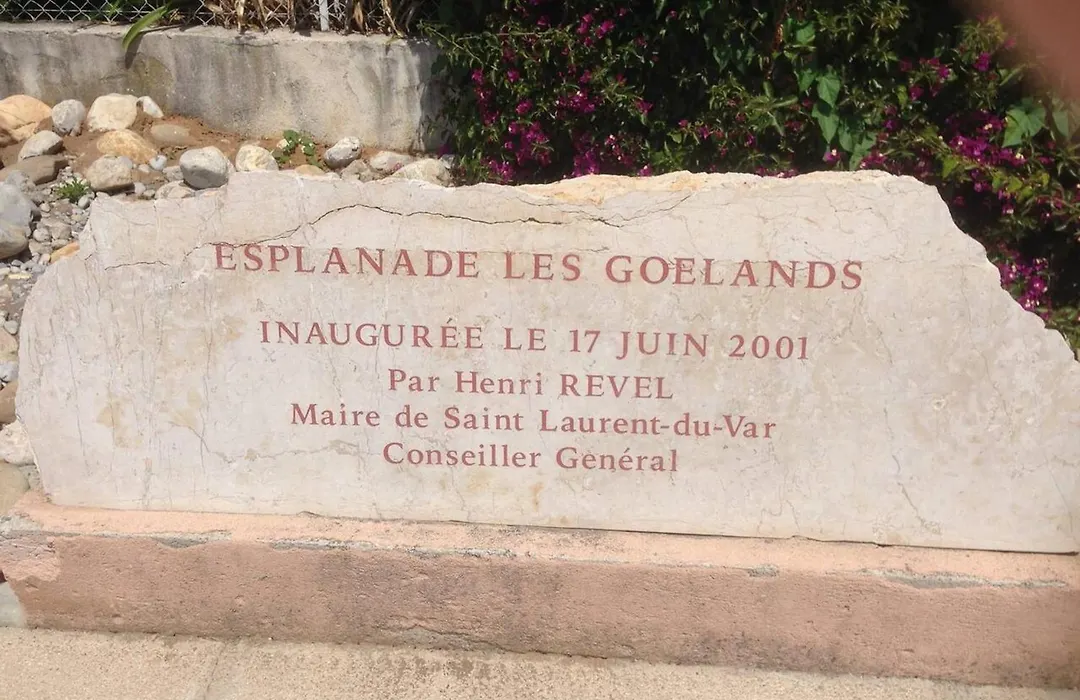 ESPLANADE LES GOELANDS
INAUGURÉE LE 17 JUIN 2001
Par Henri REVEL
Maire de Saint Laurent-du-Var
Conseiller Général